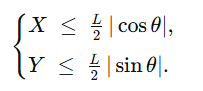 X ≤ L/2 |cos θ|,
Y ≤ L/2 |sin θ|.